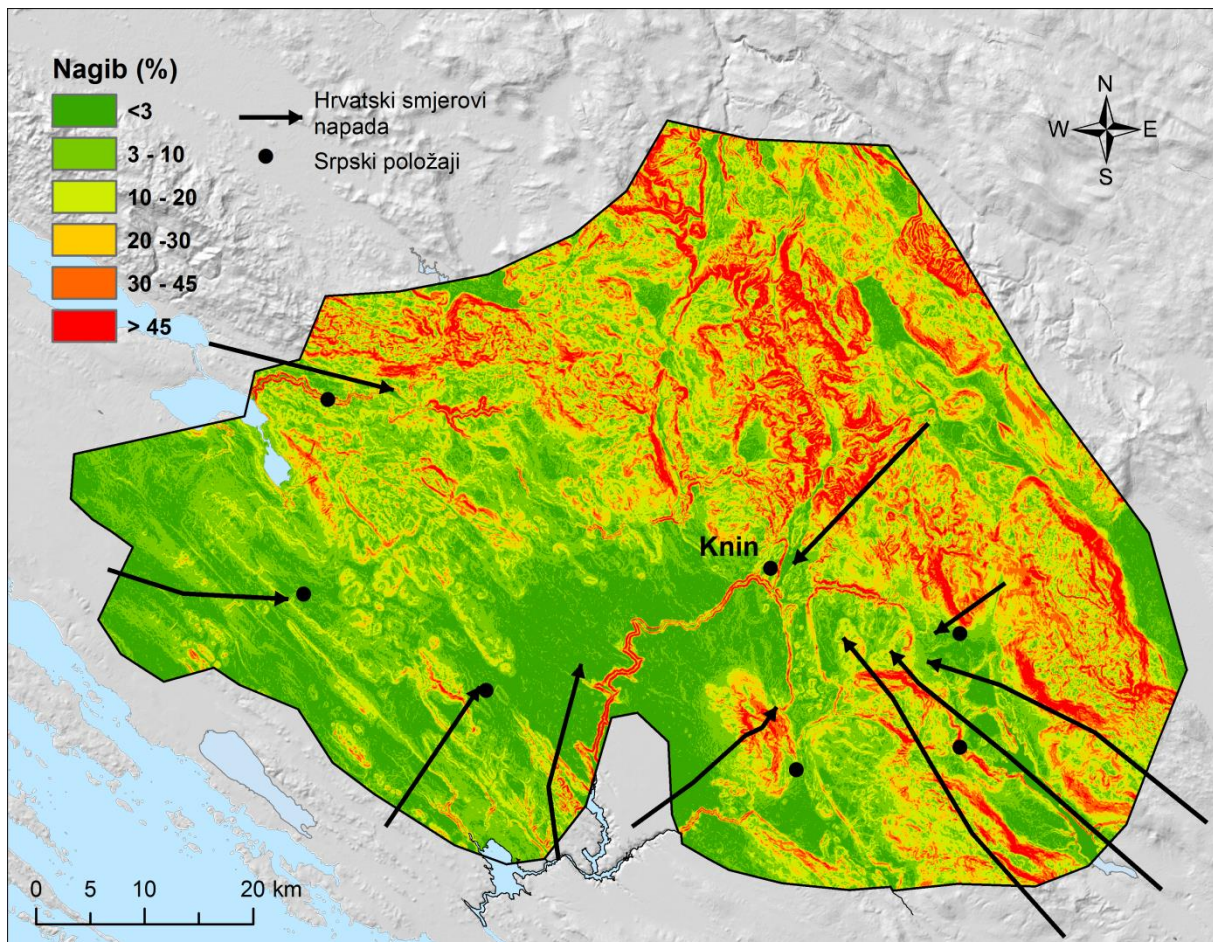 Nagib (%)
<3
3 - 10
10 - 20
20 -30
30 - 45
> 45
Hrvatski smjerovi
napada
Srpski položaji
N
W E
S
Knin
0 5 10 20 km